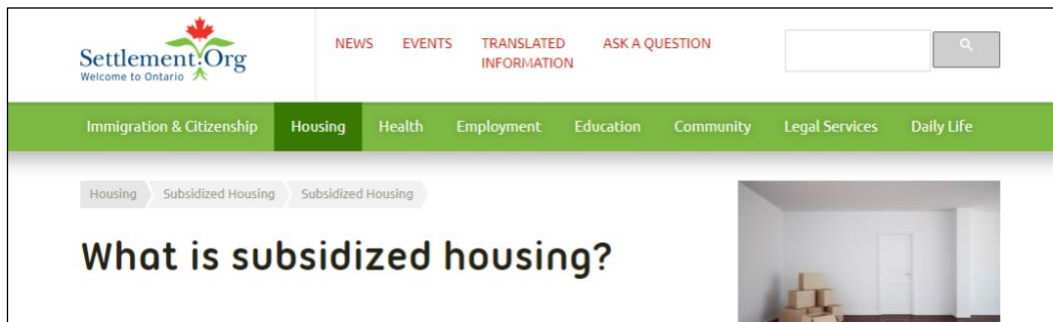 Settlement.Org
Welcome to Ontario
NEWS EVENTS TRANSLATED INFORMATION ASK A QUESTION
Immigration & Citizenship Housing Health Employment Education Community Legal Services Daily Life
Housing Subsidized Housing Subsidized Housing
What is subsidized housing?